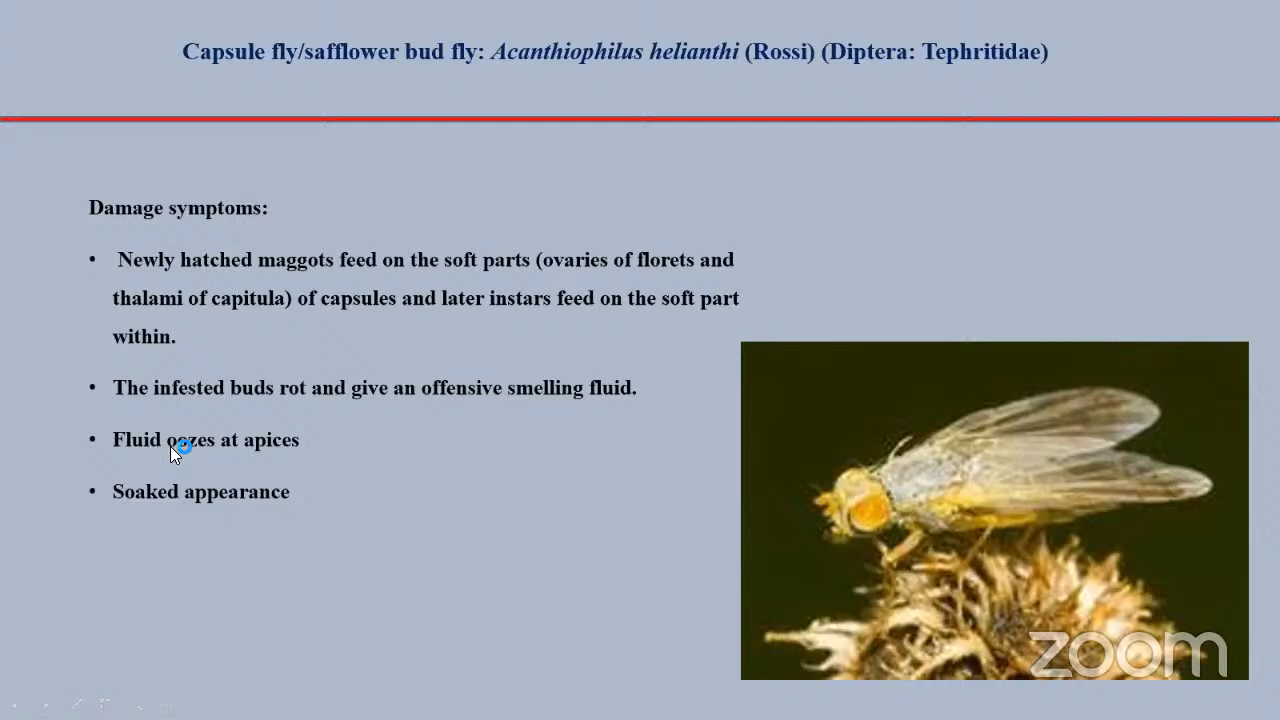 Capsule fly/safflower bud fly: Acanthiophilus helianthi (Rossi) (Diptera: Tephritidae)
Damage symptoms:
• Newly hatched maggots feed on the soft parts (ovaries of florets and
thalami of capitula) of capsules and later instars feed on the soft part
within.
• The infested buds rot and give an offensive smelling fluid.
• Fluid oozes at apices
• Soaked appearance
zoom